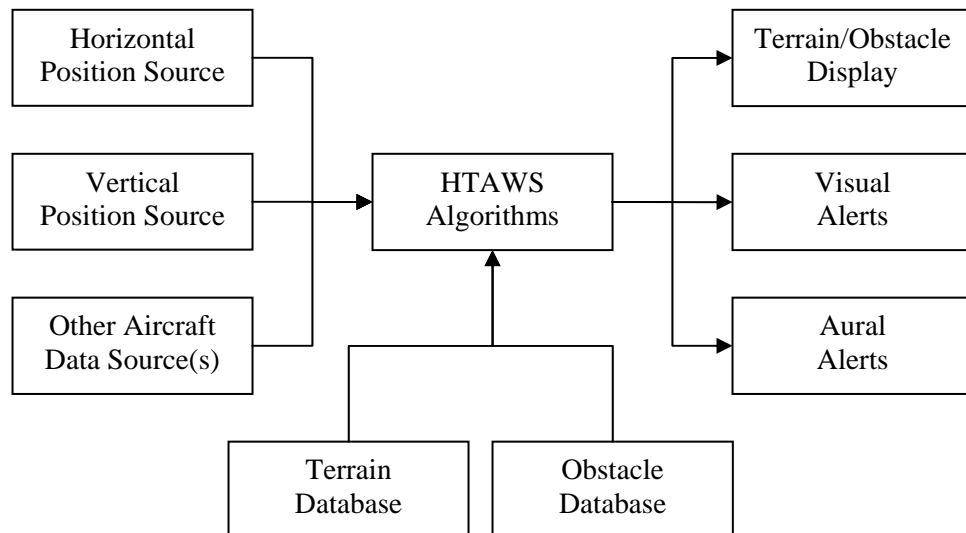 Horizontal
Position Source
Terrain/Obstacle
Display
Vertical
Position Source
HTAWS
Algorithms
Visual
Alerts
Other Aircraft
Data Source(s)
Aural
Alerts
Terrain
Database
Obstacle
Database